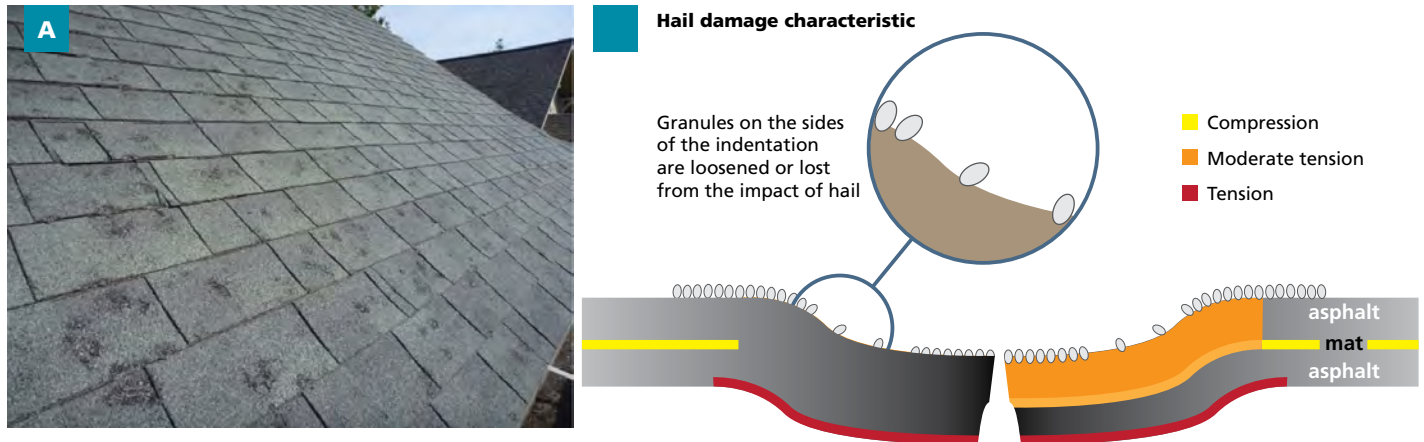 A
Hail damage characteristic
Granules on the sides
of the indentation
are loosened or lost
from the impact of hail
Compression
Moderate tension
Tension
asphalt
mat
asphalt